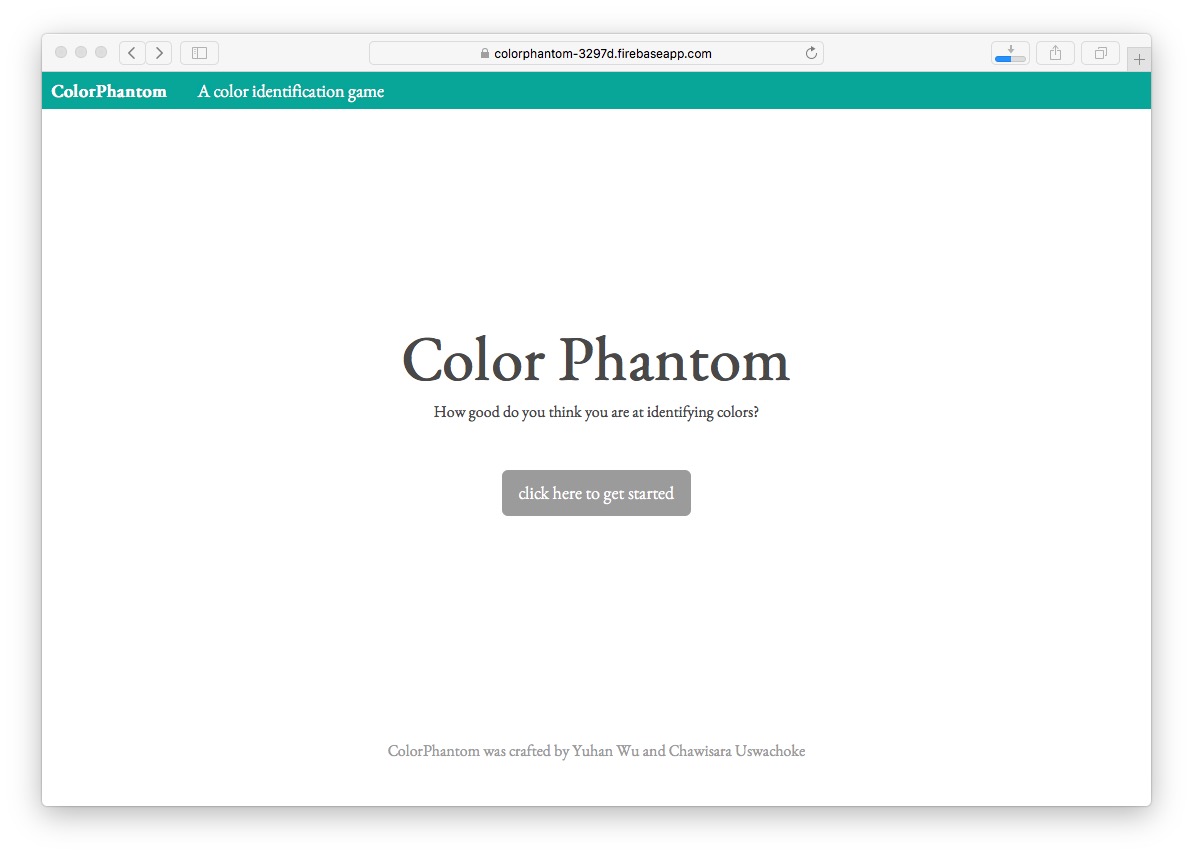 colorphantom-3297d.firebaseapp.com
ColorPhantom A color identification game
Color Phantom
How good do you think you are at identifying colors?
click here to get started
ColorPhantom was crafted by Yuhan Wu and Chawisara Uswachoke